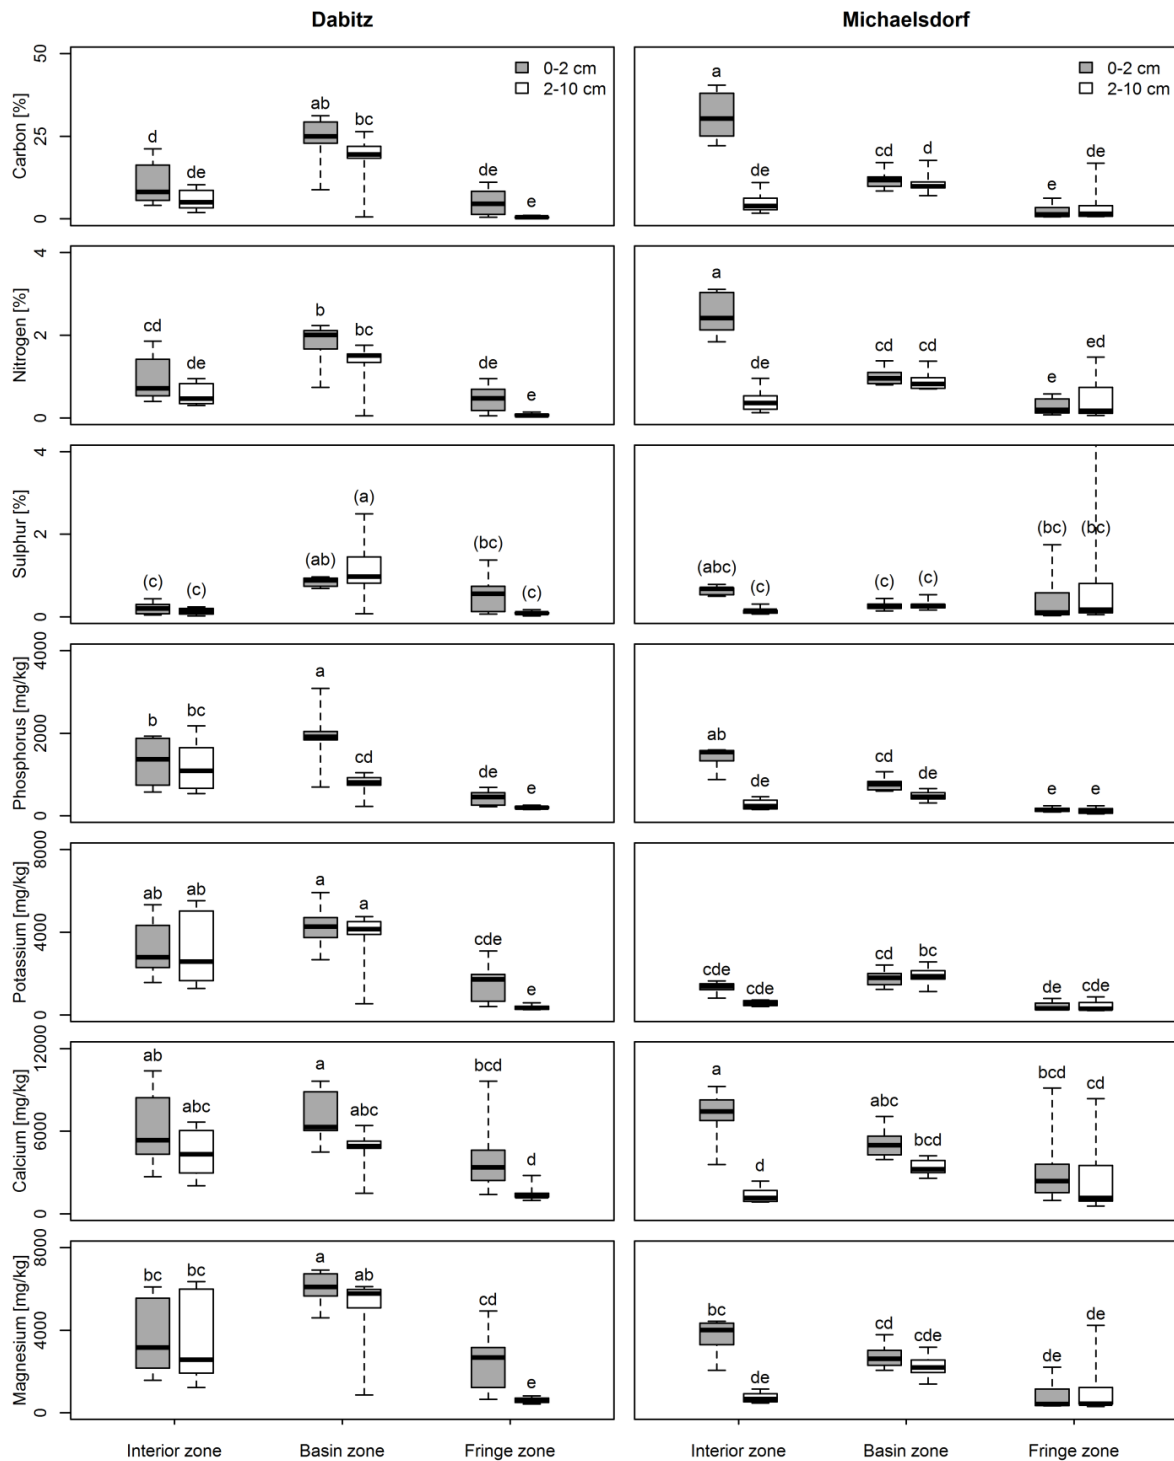 Dabitz
Michaelsdorf
Carbon [%]
50
25
0
0-2 cm
2-10 cm
d
de
ab
bc
de
e
0-2 cm
2-10 cm
a
de
cd
d
e
de
Nitrogen [%]
4
2
0
cd
de
b
bc
de
e
a
de
cd
cd
e
ed
Sulphur [%]
4
2
0
(c)
(c)
(ab)
(a)
(bc)
(c)
(abc)
(c)
(c)
(c)
(bc)
(bc)
Phosphorus [mg/kg]
4000
2000
0
b
bc
a
cd
de
e
ab
de
cd
de
e
e
Potassium [mg/kg]
8000
4000
0
ab
ab
a
a
cde
e
cde
cde
cd
bc
de
cde
Calcium [mg/kg]
12000
6000
0
ab
abc
a
abc
bcd
d
a
d
abc
bcd
bcd
cd
Magnesium [mg/kg]
8000
4000
0
bc
bc
a
ab
cd
e
bc
de
cd
cde
de
de
Interior zone
Basin zone
Fringe zone
Interior zone
Basin zone
Fringe zone